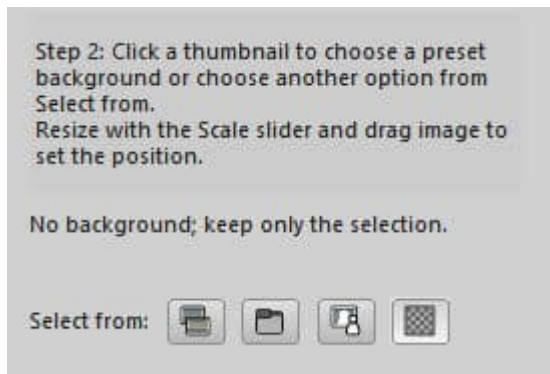 Step 2: Click a thumbnail to choose a preset
background or choose another option from
Select from.
Resize with the Scale slider and drag image to
set the position.
No background; keep only the selection.
Select from: